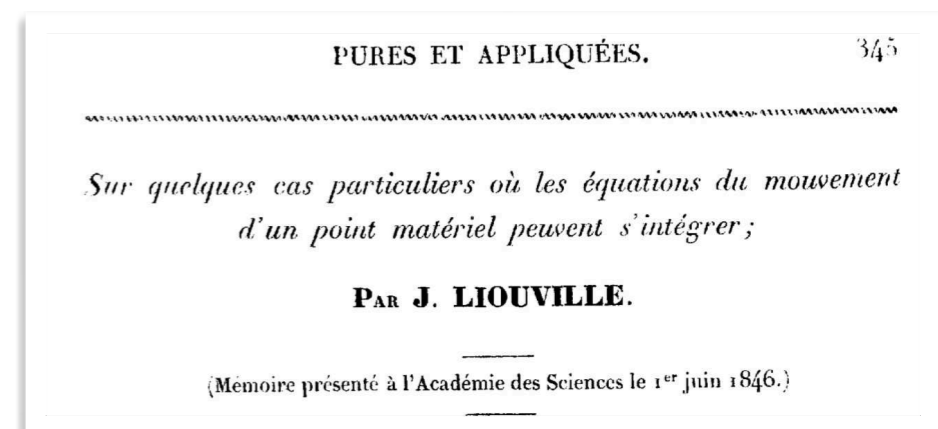 PURES ET APPLIQUÉES. 345
Sur quelques cas particuliers où les équations du mouvement
d'un point matériel peuvent s'intégrer;
PAR J. LIOUVILLE.
(Mémoire présenté à l'Académie des Sciences le 1er juin 1846.)